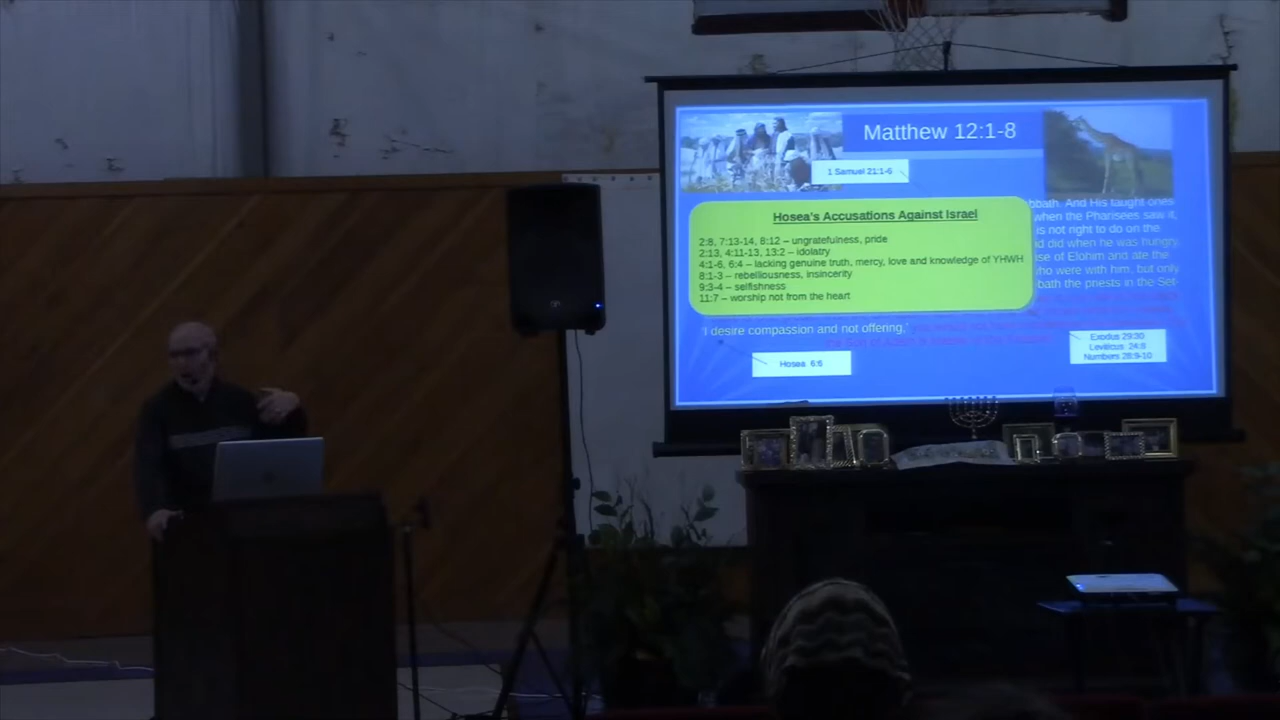 Matthew 12:1-8
1 Samuel 21:1-6
Hosea's Accusations Against Israel
2:8, 7:13-14, 8:12 – ungratefulness, pride
2:13, 4:11-13, 13:2 – idolatry
4:1-6, 6:4 – lacking genuine truth, mercy, love and knowledge of YHWH
8:1-3 – rebelliousness, insincerity
9:3-4 – selfishness
11:7 – worship not from the heart
bbath. And His taught ones
when the Pharisees saw it,
is not right to do on the
id did when he was hungry
se of Elohim and ate the
ho were with him, but only
bath the priests in the Set-
'I desire compassion and not offering,'
Hosea 6:6
Exodus 29:30
Leviticus 24:8
Numbers 28:9-10